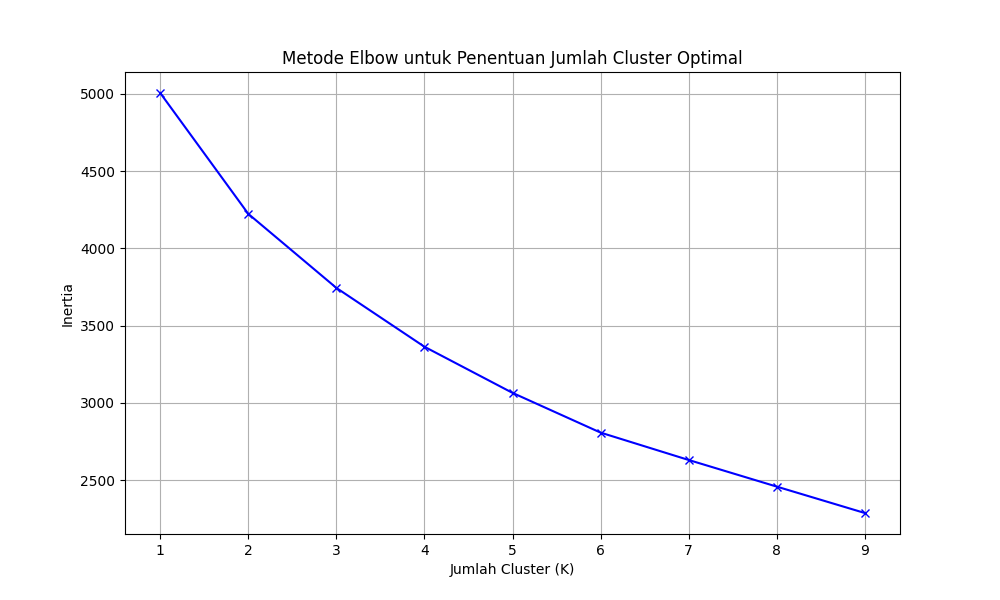 Metode Elbow untuk Penentuan Jumlah Cluster Optimal
5000
4500
4000
3500
3000
2500
Inertia
1 2 3 4 5 6 7 8 9
Jumlah Cluster (K)